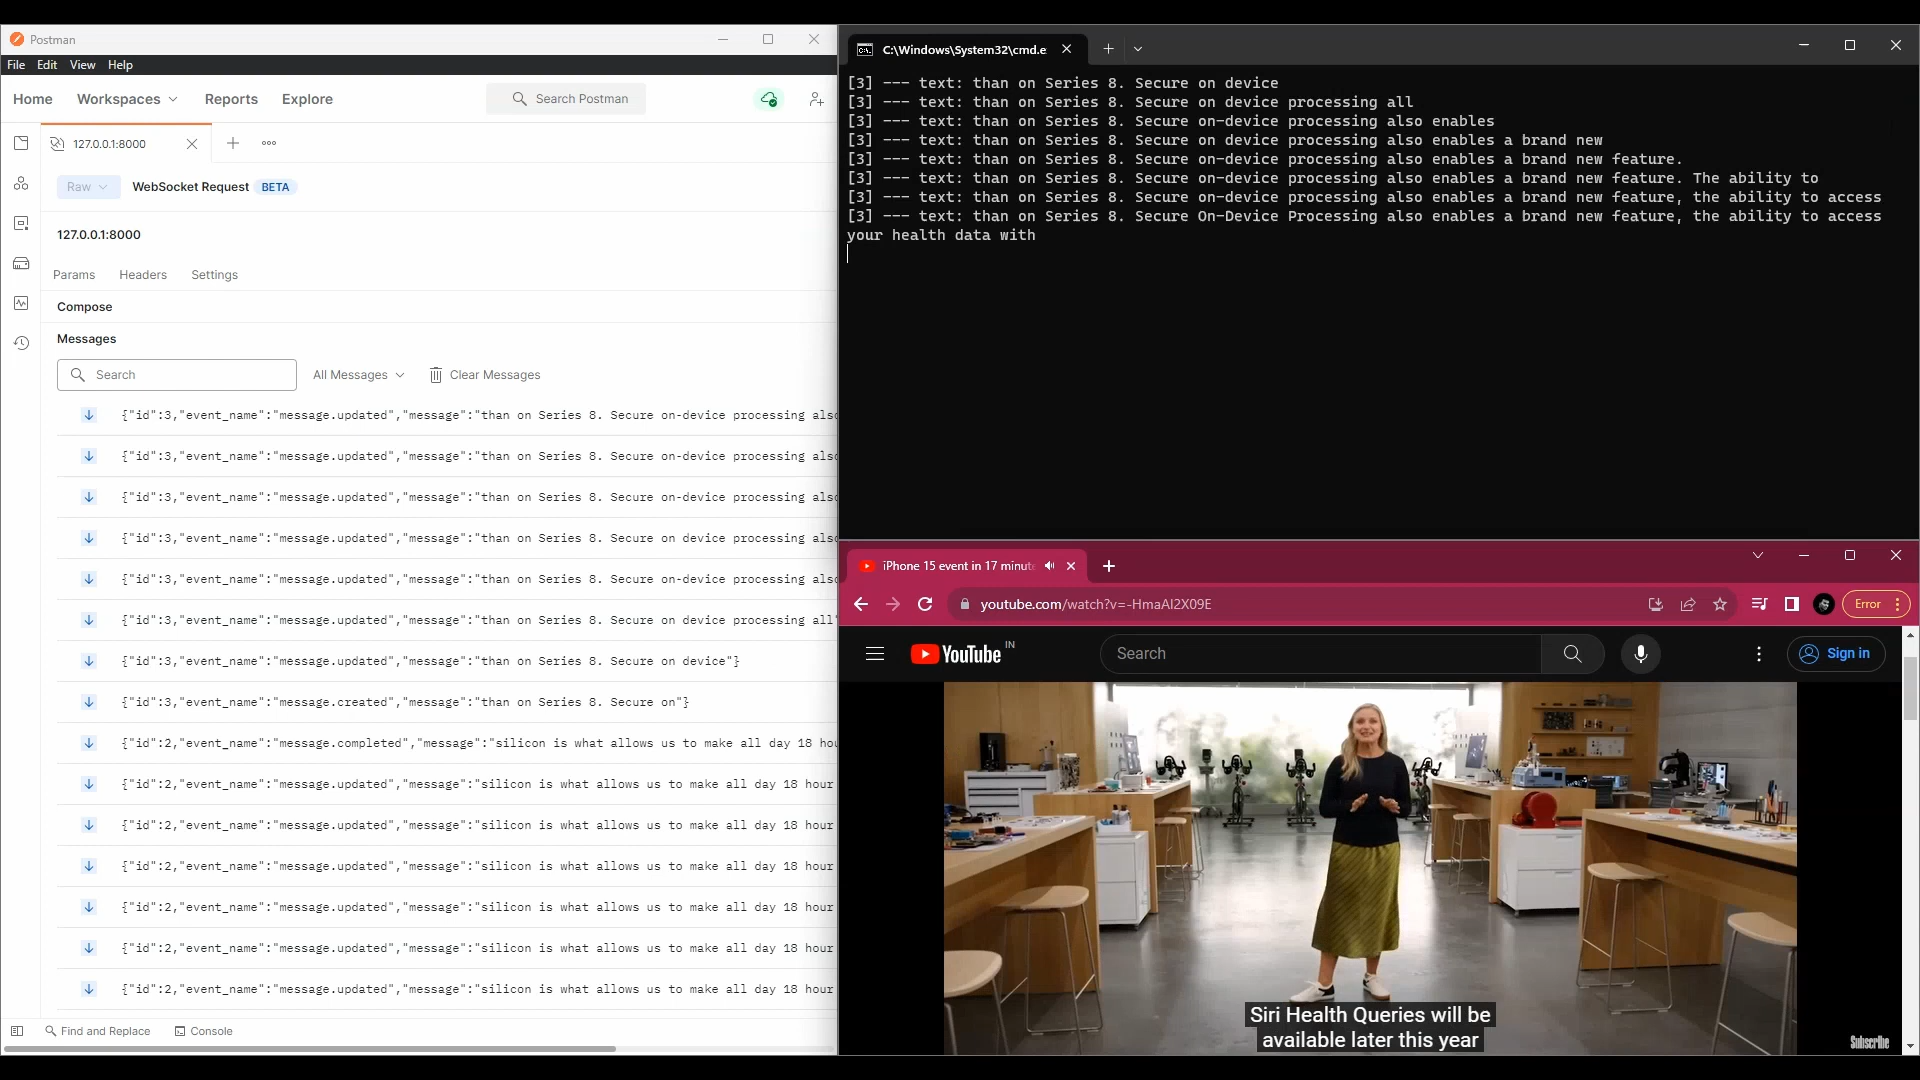 Postman
File Edit View Help
Home Workspaces Reports Explore Search Postman
127.0.0.1:8000
Raw WebSocket Request BETA
127.0.0.1:8000
Params Headers Settings
Compose
Messages
Search All Messages Clear Messages
{"id":3,"event_name":"message.updated","message":"than on Series 8. Secure on-device processing also
{"id":3,"event_name":"message.updated","message":"than on Series 8. Secure on-device processing also
{"id":3,"event_name":"message.updated","message":"than on Series 8. Secure on-device processing also
{"id":3,"event_name":"message.updated","message":"than on Series 8. Secure on device processing also
{"id":3,"event_name":"message.updated","message":"than on Series 8. Secure on-device processing also
{"id":3,"event_name":"message.updated","message":"than on Series 8. Secure on device processing all"
{"id":3,"event_name":"message.updated","message":"than on Series 8. Secure on device"}
{"id":3,"event_name":"message.created","message":"than on Series 8. Secure on"}
{"id":2,"event_name":"message.completed","message":"silicon is what allows us to make all day 18 hou
{"id":2,"event_name":"message.updated","message":"silicon is what allows us to make all day 18 hour
{"id":2,"event_name":"message.updated","message":"silicon is what allows us to make all day 18 hour
{"id":2,"event_name":"message.updated","message":"silicon is what allows us to make all day 18 hour
{"id":2,"event_name":"message.updated","message":"silicon is what allows us to make all day 18 hour
{"id":2,"event_name":"message.updated","message":"silicon is what allows us to make all day 18 hour
{"id":2,"event_name":"message.updated","message":"silicon is what allows us to make all day 18 hour
Find and Replace Console
C:\Windows\System32\cmd.e
[3] --- text: than on Series 8. Secure on device
[3] --- text: than on Series 8. Secure on device processing all
[3] --- text: than on Series 8. Secure on-device processing also enables
[3] --- text: than on Series 8. Secure on device processing also enables a brand new
[3] --- text: than on Series 8. Secure on-device processing also enables a brand new feature.
[3] --- text: than on Series 8. Secure on-device processing also enables a brand new feature. The ability to
[3] --- text: than on Series 8. Secure on-device processing also enables a brand new feature, the ability to access
[3] --- text: than on Series 8. Secure On-Device Processing also enables a brand new feature, the ability to access
your health data with
iPhone 15 event in 17 minut
youtube.com/watch?v=-HmaAI2X09E Error
YouTube IN Search Sign in
Siri Health Queries will be
available later this year
Subscribe